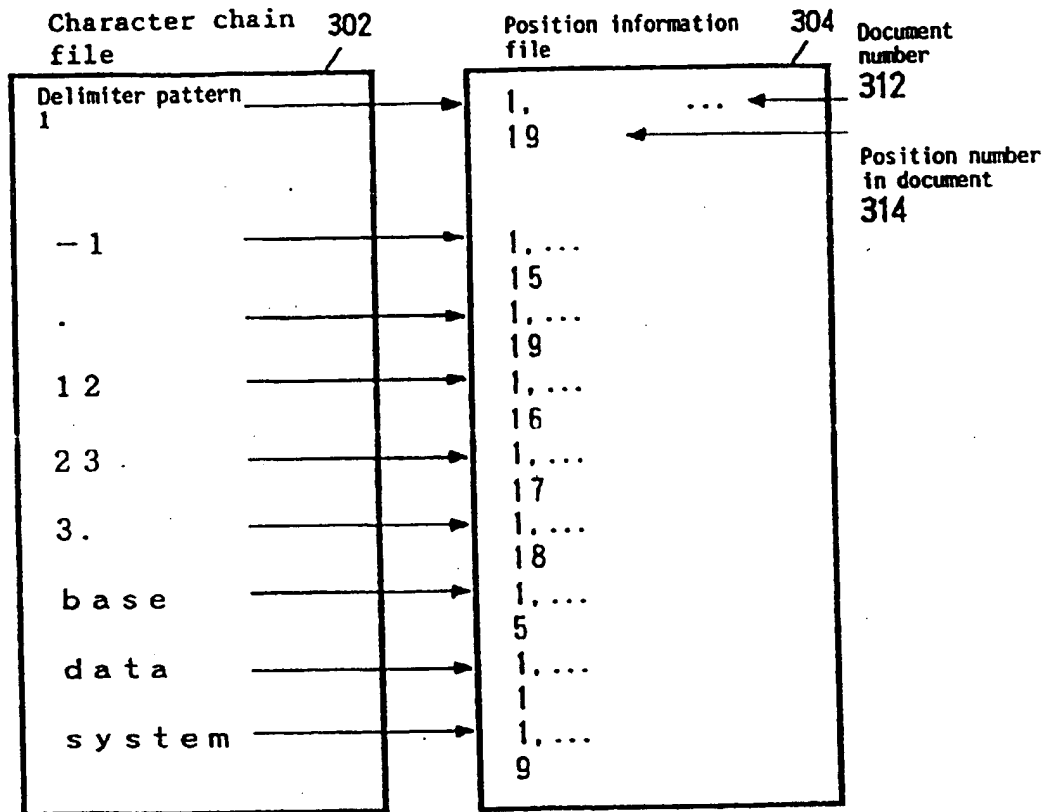 Character chain
file
302
Position information
file
304
Document
number
312
Delimiter pattern
1
1, ...
19
Position number
in document
314
-1
1, ...
15
.
1, ...
19
12
1, ...
16
23
1, ...
17
3.
1, ...
18
base
1, ...
5
data
1, ...
1
system
1, ...
9